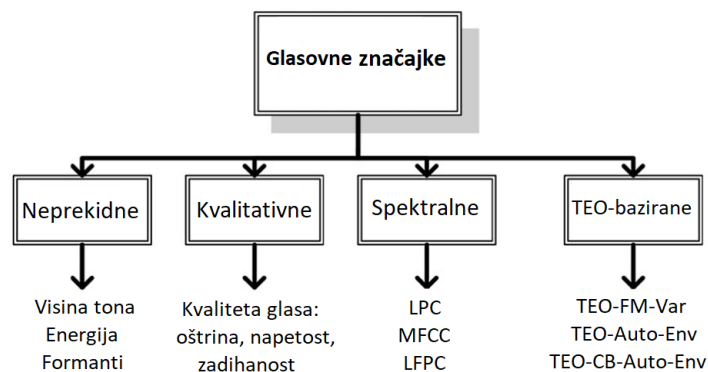 Glasovne značajke
Neprekidne
Kvalitativne
Spektralne
TEO-bazirane
Visina tona
Energija
Formanti
Kvaliteta glasa:
oštrina, napetost,
zadihanost
LPC
MFCC
LFPC
TEO-FM-Var
TEO-Auto-Env
TEO-CB-Auto-Env